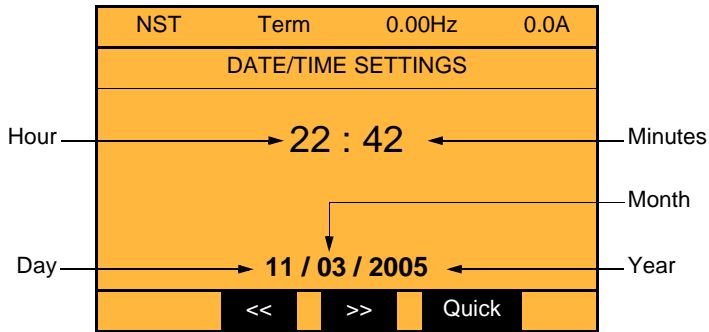 NST Term 0.00Hz 0.0A
DATE/TIME SETTINGS
Hour 22 : 42 Minutes
Month
Day 11 / 03 / 2005 Year
<< >> Quick